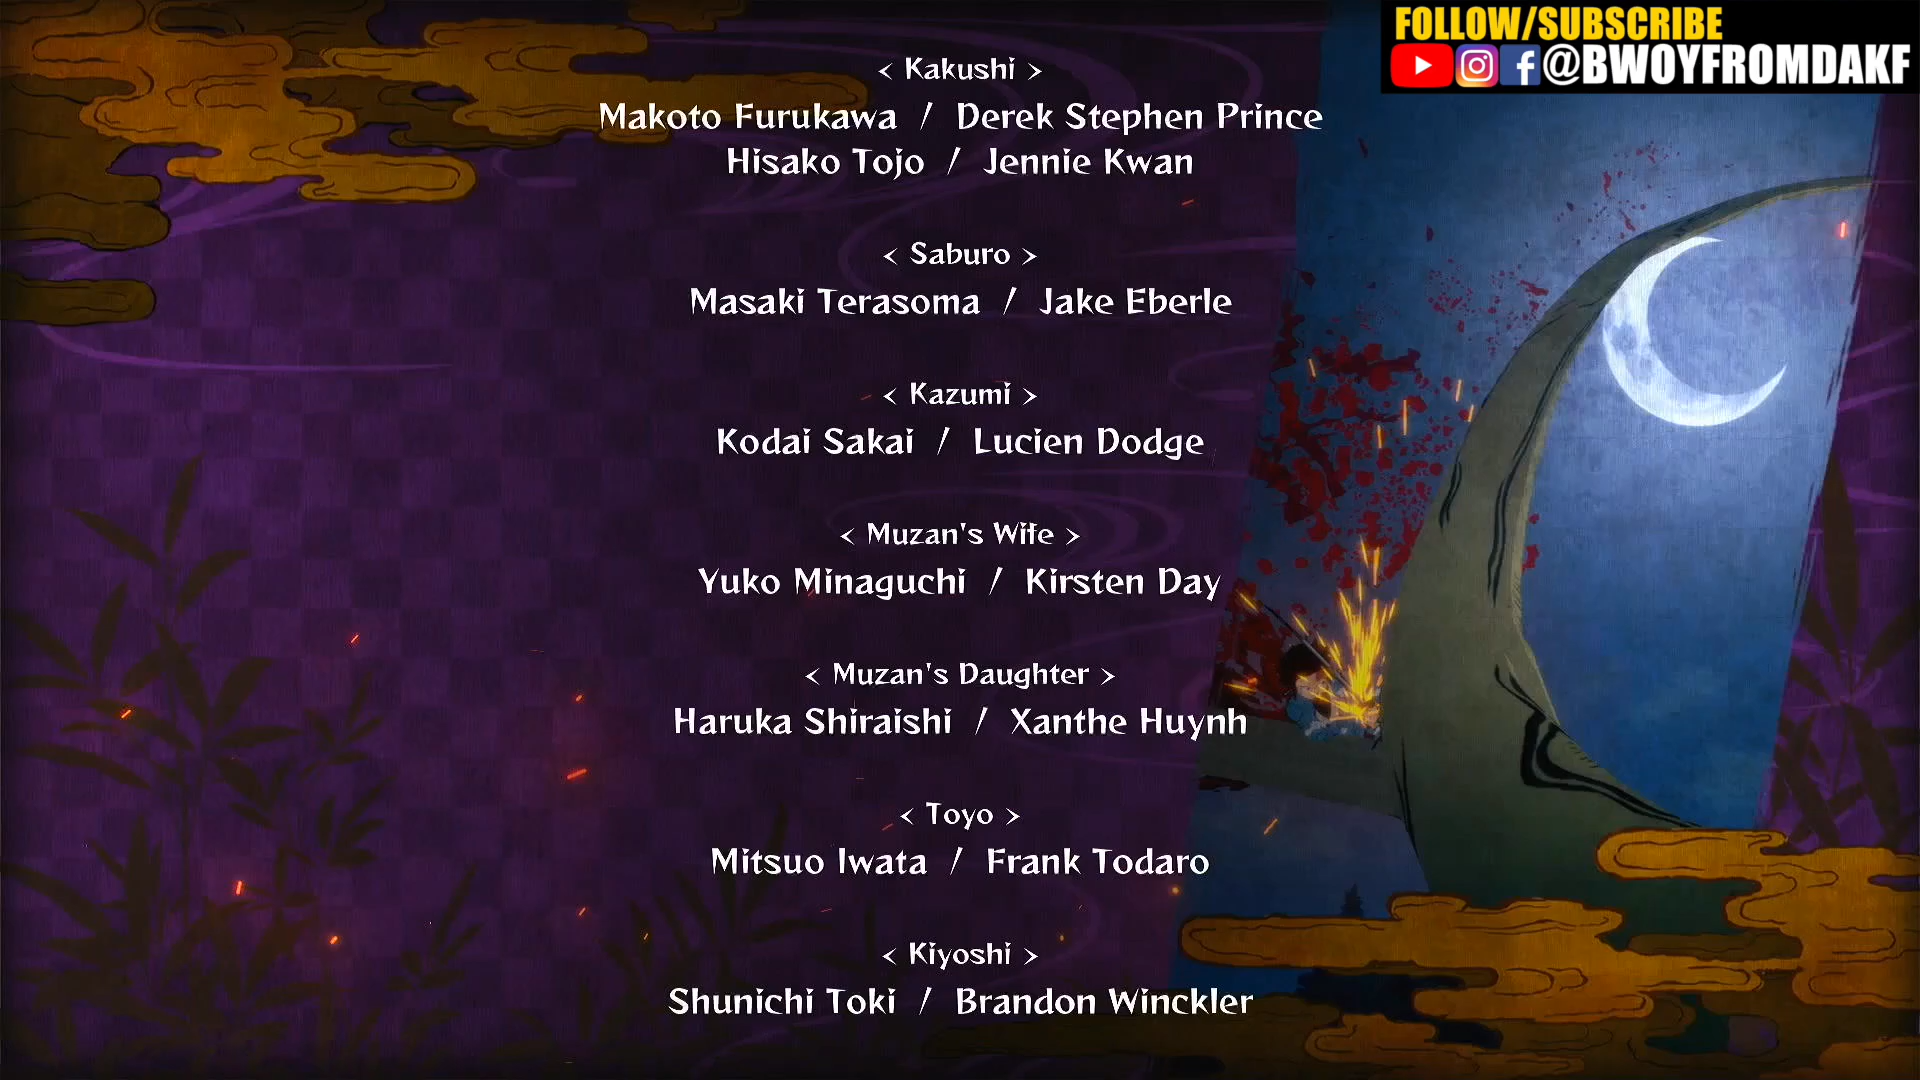 FOLLOW/SUBSCRIBE
@BWOYFROMDAKF
< Kakushi >
Makoto Furukawa / Derek Stephen Prince
Hisako Tojo / Jennie Kwan
< Saburo >
Masaki Terasoma / Jake Eberle
< Kazumi >
Kodai Sakai / Lucien Dodge
< Muzan's Wife >
Yuko Minaguchi / Kirsten Day
< Muzan's Daughter >
Haruka Shiraishi / Xanthe Huynh
< Toyo >
Mitsuo Iwata / Frank Todaro
< Kiyoshi >
Shunichi Toki / Brandon Winckler